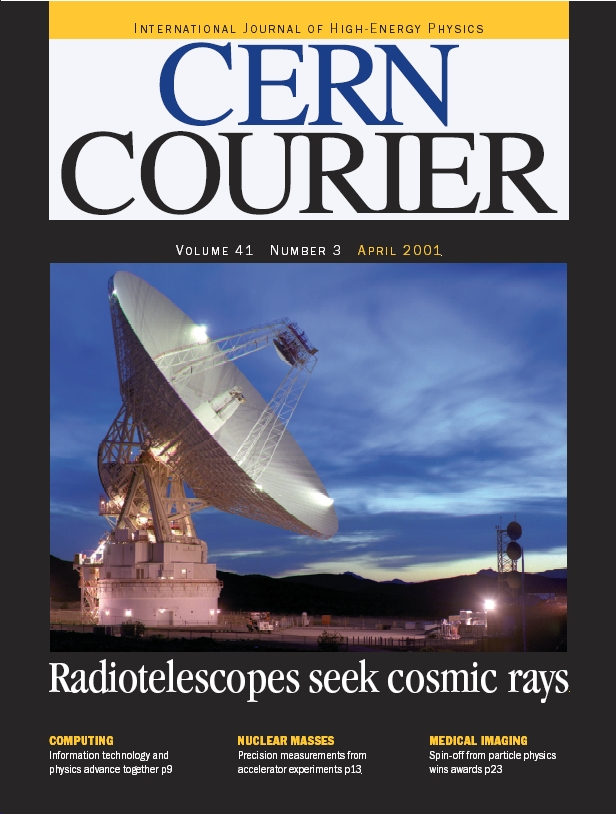 INTERNATIONAL JOURNAL OF HIGH-ENERGY PHYSICS
CERN
COURIER
VOLUME 41 NUMBER 3 APRIL 2001
Radiotelescopes seek cosmic rays
COMPUTING
Information technology and
physics advance together p9
NUCLEAR MASSES
Precision measurements from
accelerator experiments p13
MEDICAL IMAGING
Spin-off from particle physics
wins awards p23